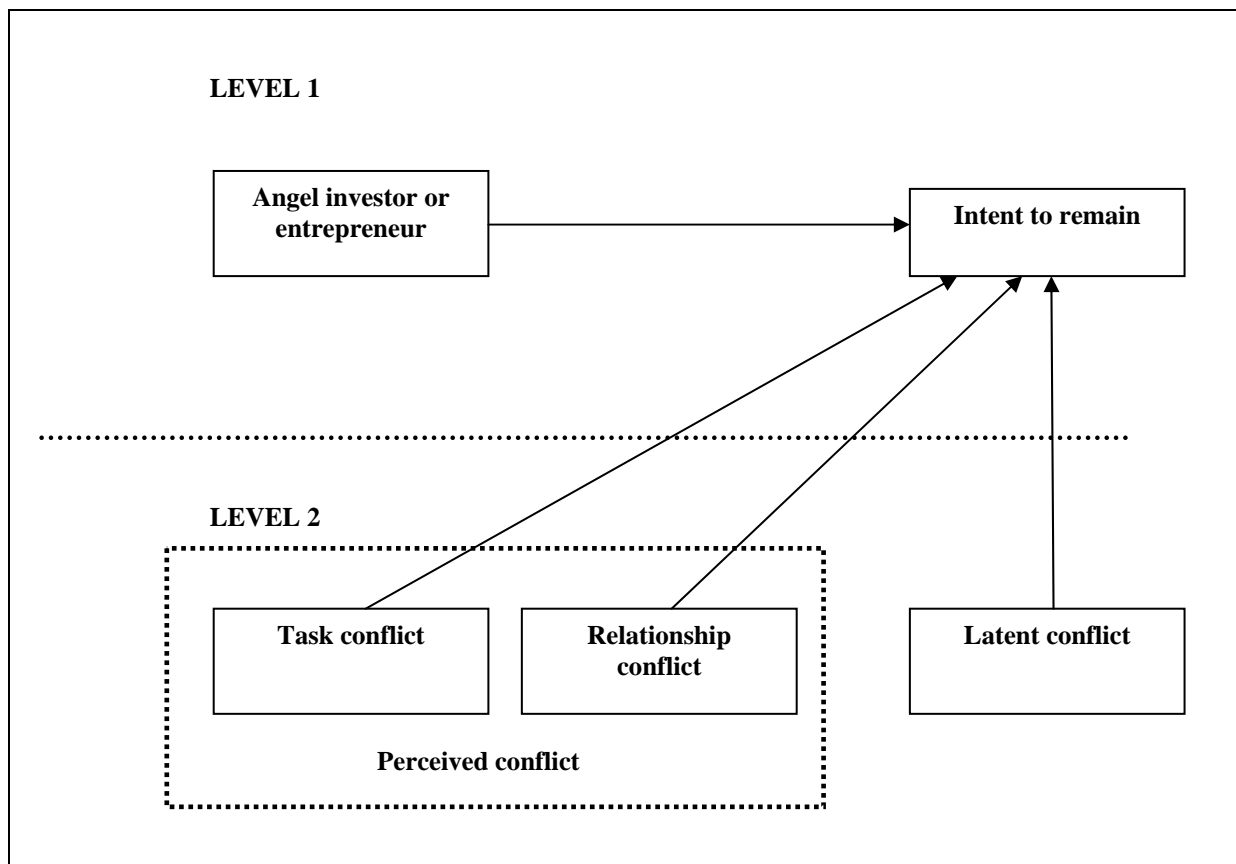 LEVEL 1
Angel investor or
entrepreneur
Intent to remain
LEVEL 2
Task conflict
Relationship
conflict
Latent conflict
Perceived conflict